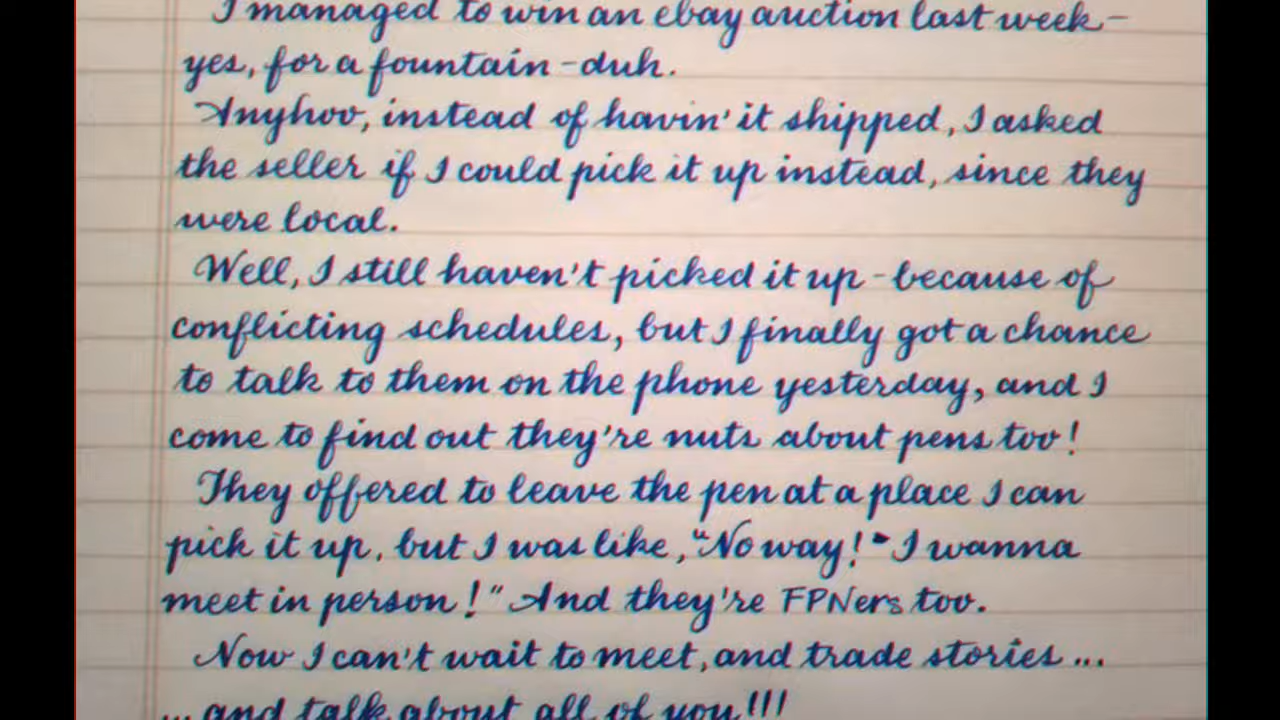 I managed to win an ebay auction last week-
yes, for a fountain -duh.
Anyhoo, instead of havin' it shipped, I asked
the seller if I could pick it up instead, since they
were local.
Well, I still haven't picked it up - because of
conflicting schedules, but I finally got a chance
to talk to them on the phone yesterday, and I
come to find out they're nuts about pens too!
They offered to leave the pen at a place I can
pick it up, but I was like, "No way!" I wanna
meet in person!" And they're FPNers too.
Now I can't wait to meet, and trade stories...
... and talk about all of you!!!